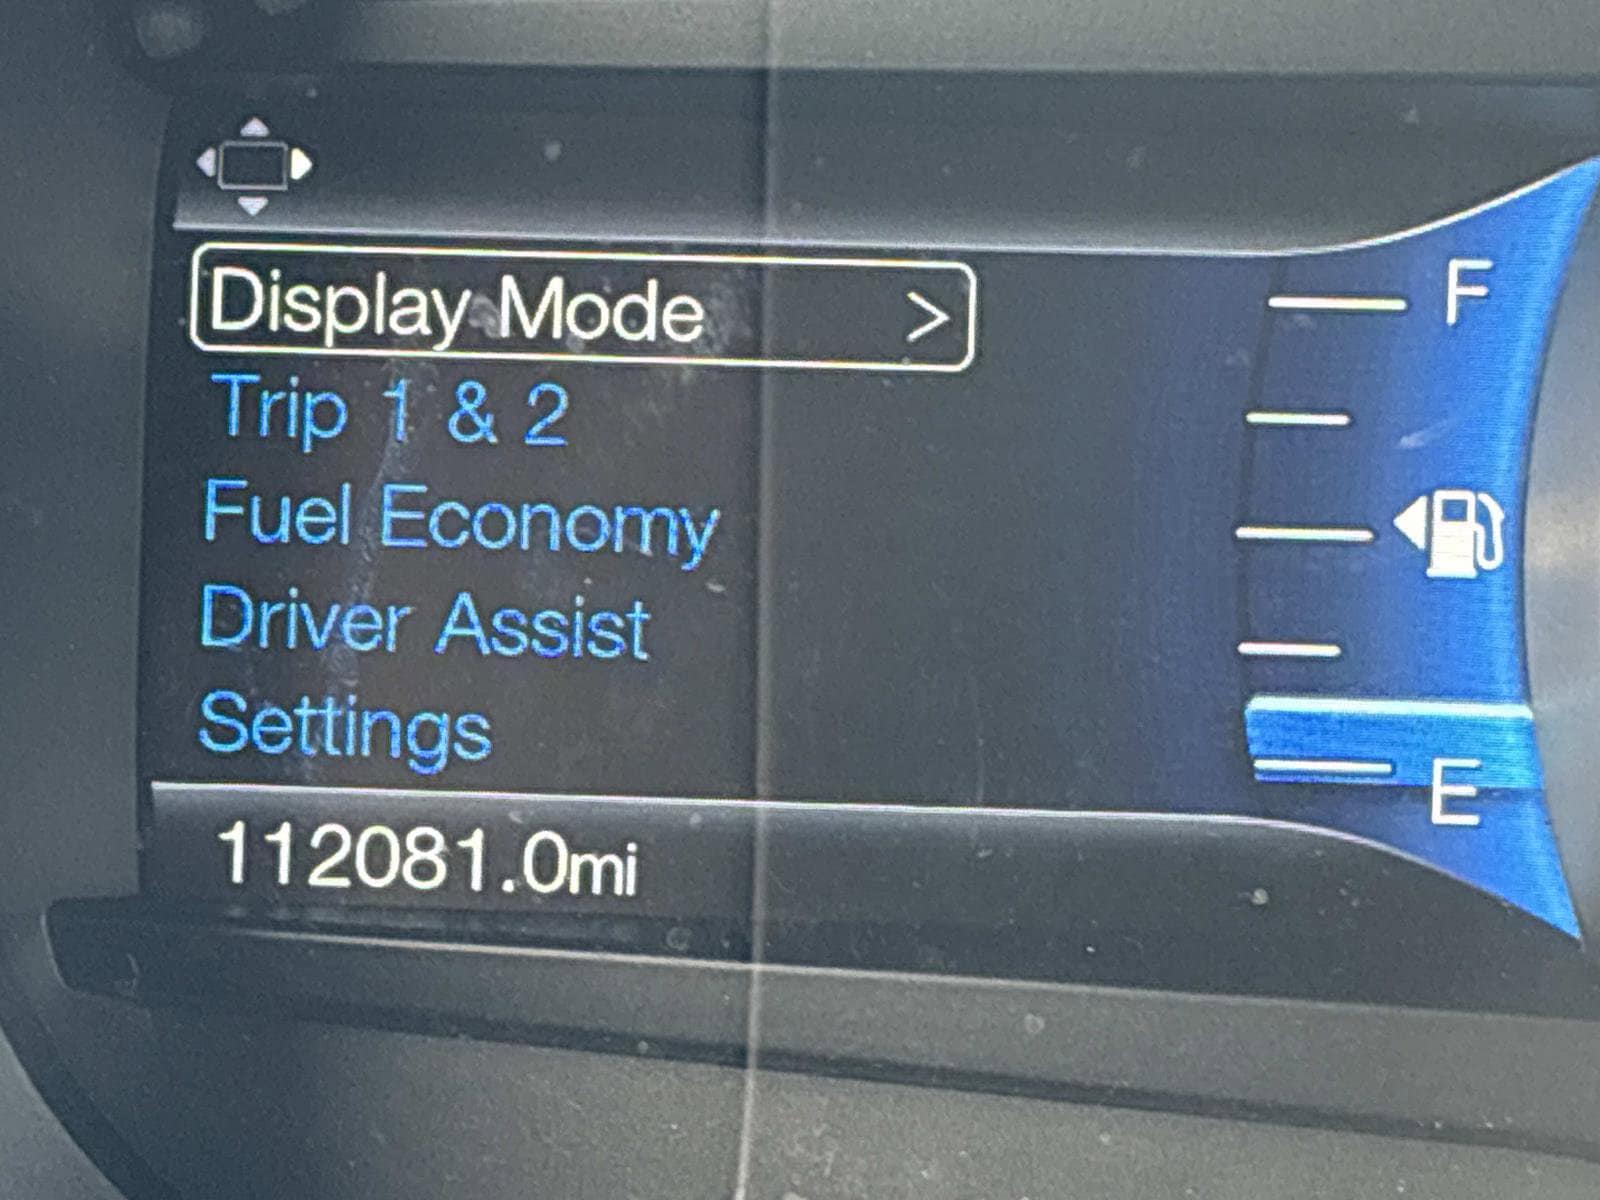 Display Mode >
Trip 1 & 2
Fuel Economy
Driver Assist
Settings
112081.0mi
F
E